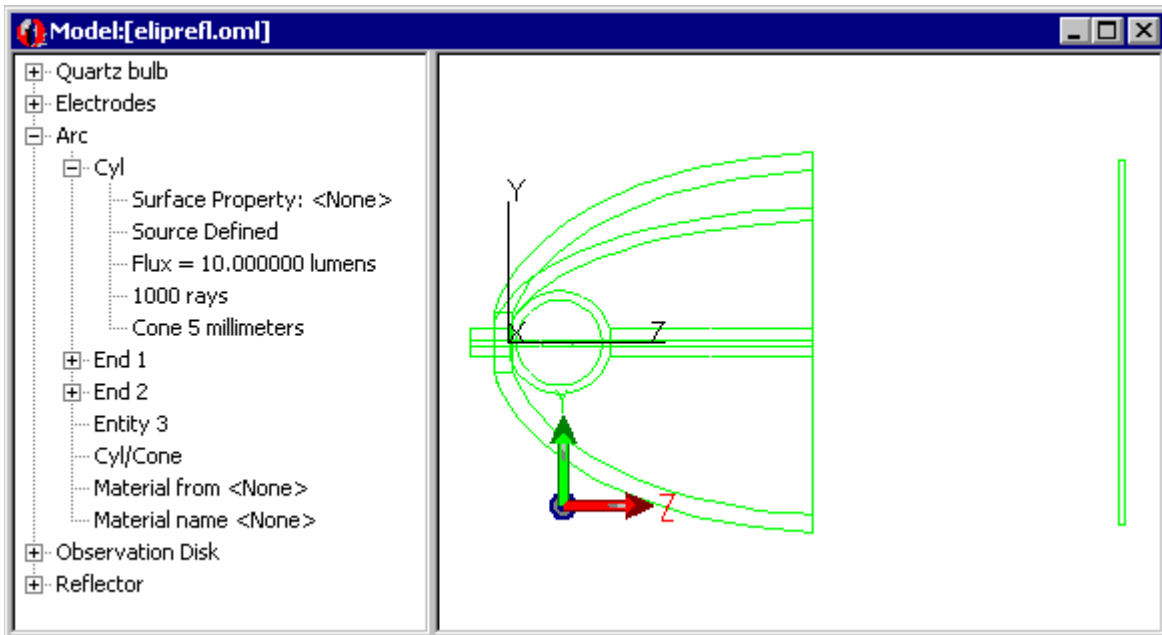 Model:[eliprefl.oml]
Quartz bulb
Electrodes
Arc
Cyl
Surface Property: <None>
Source Defined
Flux = 10.000000 lumens
1000 rays
Cone 5 millimeters
End 1
End 2
Entity 3
Cyl/Cone
Material from <None>
Material name <None>
Observation Disk
Reflector
Y
X Z
Y
Z